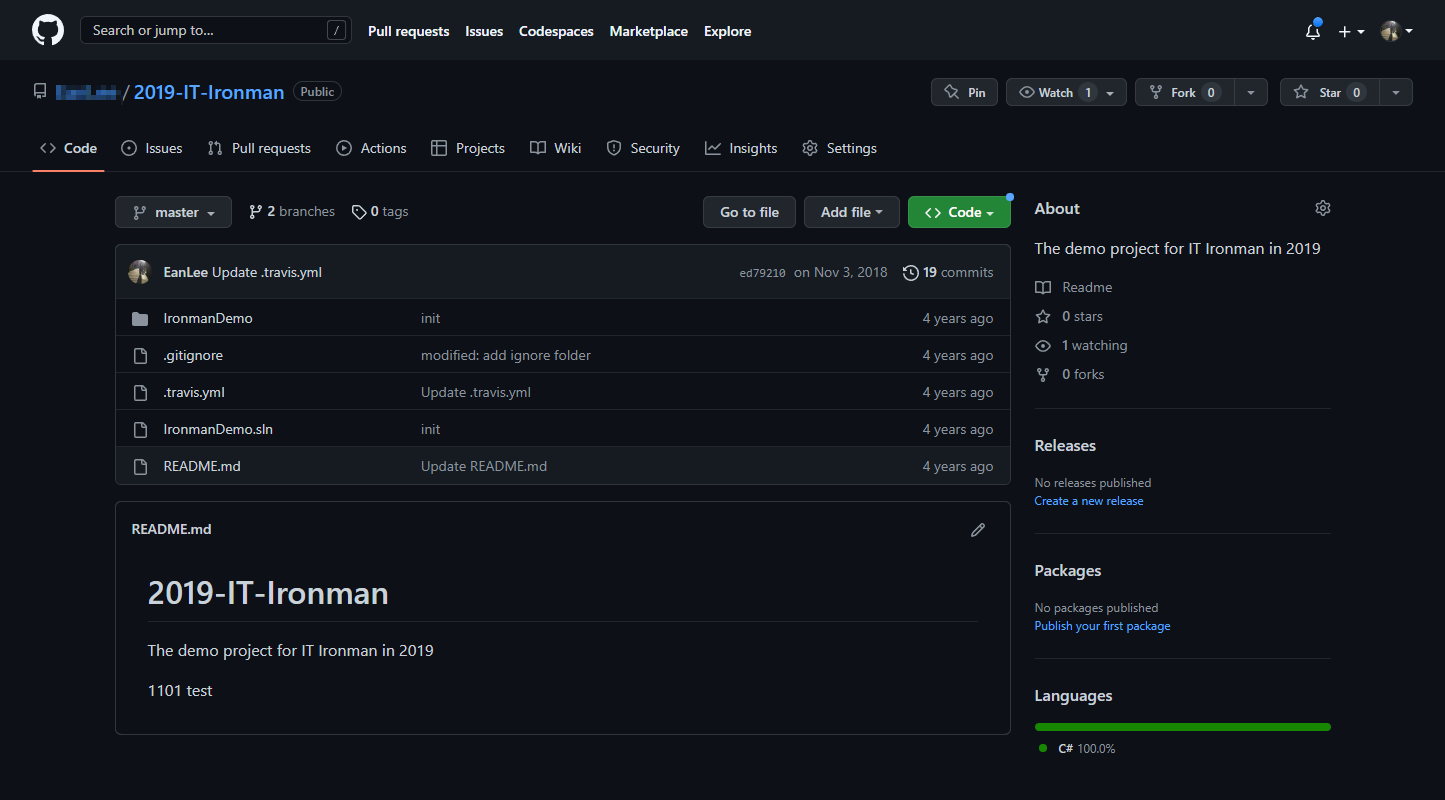 Search or jump to... / Pull requests Issues Codespaces Marketplace Explore
/ 2019-IT-Ironman Public Pin Watch 1 Fork 0 Star 0
Code Issues Pull requests Actions Projects Wiki Security Insights Settings
master 2 branches 0 tags Go to file Add file Code
EanLee Update .travis.yml ed79210 on Nov 3, 2018 19 commits
IronmanDemo init 4 years ago
.gitignore modified: add ignore folder 4 years ago
.travis.yml Update .travis.yml 4 years ago
IronmanDemo.sln init 4 years ago
README.md Update README.md 4 years ago
README.md
2019-IT-Ironman
The demo project for IT Ironman in 2019
1101 test
About
The demo project for IT Ironman in 2019
Readme
0 stars
1 watching
0 forks
Releases
No releases published
Create a new release
Packages
No packages published
Publish your first package
Languages
C# 100.0%